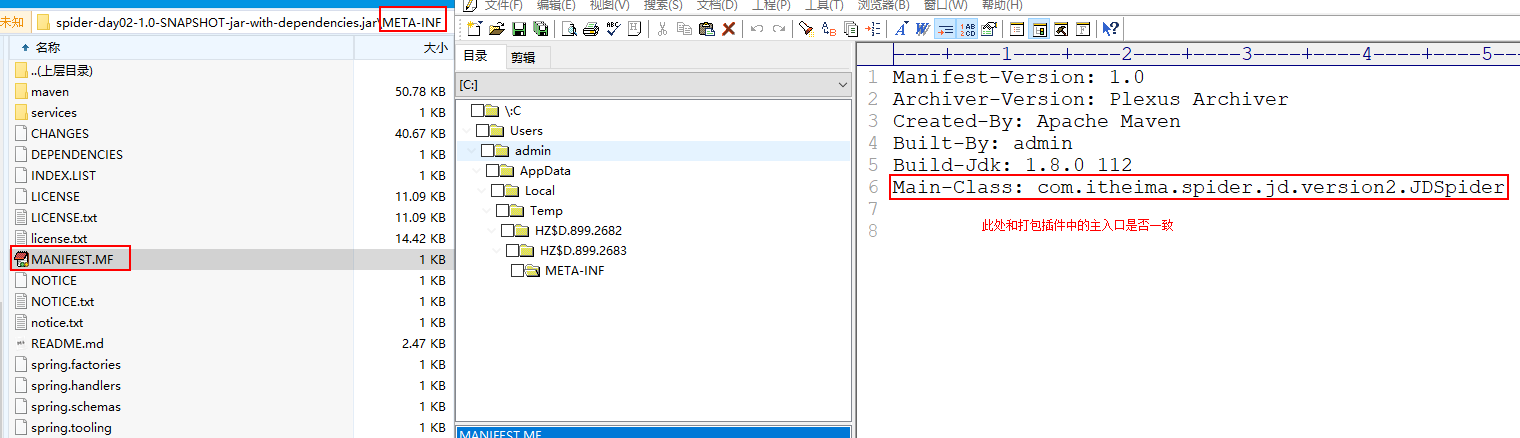 未知
spider-day02-1.0-SNAPSHOT-jar-with-dependencies.jar\META-INF
名称
大小
..(上层目录)
maven
50.78 KB
services
1 KB
CHANGES
40.67 KB
DEPENDENCIES
1 KB
INDEX.LIST
1 KB
LICENSE
11.09 KB
LICENSE.txt
11.09 KB
license.txt
14.42 KB
MANIFEST.MF
1 KB
NOTICE
1 KB
NOTICE.txt
1 KB
notice.txt
1 KB
README.md
2.47 KB
spring.factories
1 KB
spring.handlers
1 KB
spring.schemas
1 KB
spring.tooling
1 KB
文件(F) 编辑(E) 视图(V) 搜索(S) 文档(D) 工程(P) 工具(T) 浏览器(B) 窗口(W) 帮助(H)
目录
剪辑
[C:]
\:C
Users
admin
AppData
Local
Temp
HZ$D.899.2682
HZ$D.899.2683
META-INF
MANIFEST.MF
----+----1----+----2----+----3----+----4----+----5--
1 Manifest-Version: 1.0
2 Archiver-Version: Plexus Archiver
3 Created-By: Apache Maven
4 Built-By: admin
5 Build-Jdk: 1.8.0 112
6 Main-Class: com.itheima.spider.jd.version2.JDSpider
7
8
此处和打包插件中的主入口是否一致